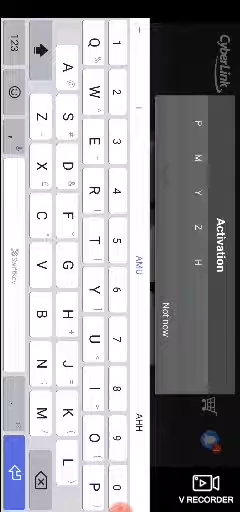 CyberLink
Activation
P M Y Z H
Not now
V RECORDER
AMU AHH
1 2 3 4 5 6 7 8 9 0
Q W E R T Y U I O P
A S D F G H J K L
Z X C V B N M
123 , SwiftKey .